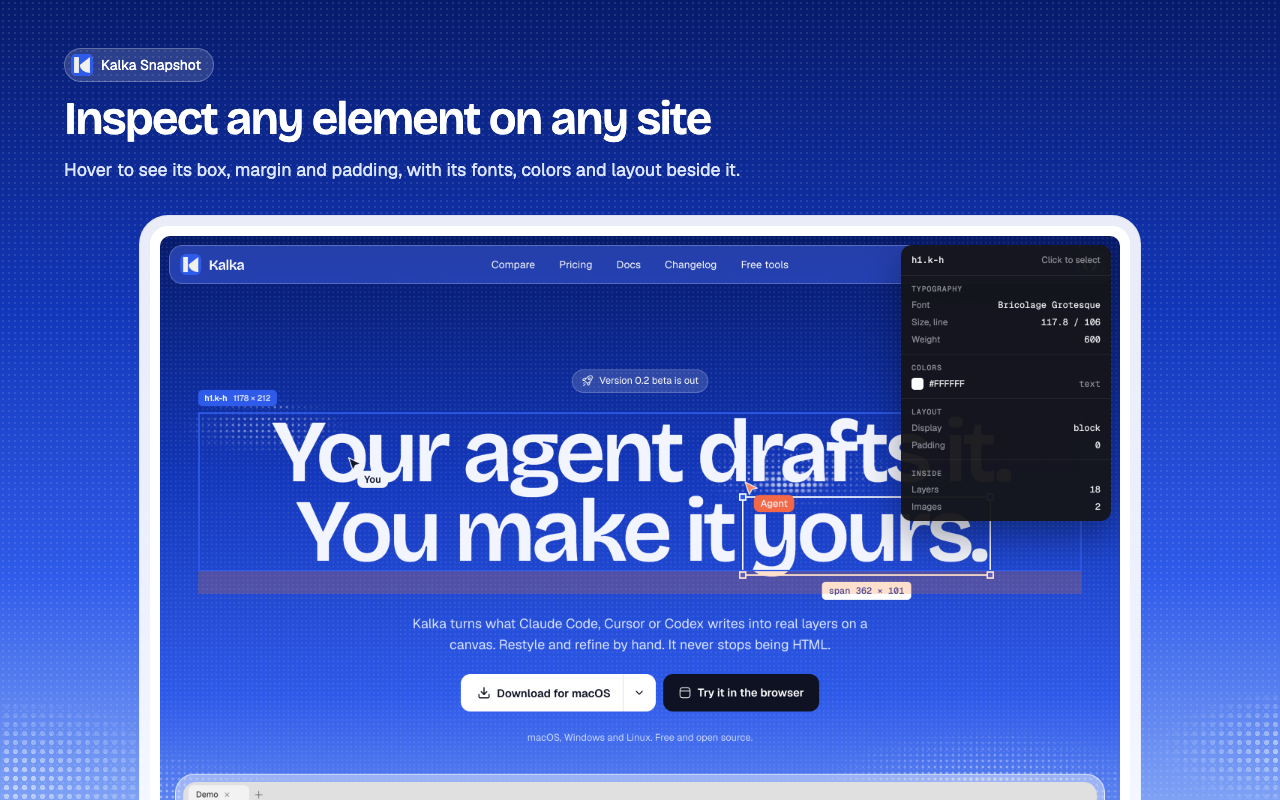 Kalka Snapshot
Inspect any element on any site
Hover to see its box, margin and padding, with its fonts, colors and layout beside it.
Kalka
Compare
Pricing
Docs
Changelog
Free tools
h1.k-h
Click to select
TYPOGRAPHY
Font
Bricolage Grotesque
Size, line
117.8 / 106
Weight
600
COLORS
#FFFFFF
text
LAYOUT
Display
block
Padding
0
INSIDE
Layers
18
Images
2
Version 0.2 beta is out
h1.k-h 1178 × 212
Your agent drafts it.
You
Agent
You make it yours.
span 362 × 101
Kalka turns what Claude Code, Cursor or Codex writes into real layers on a
canvas. Restyle and refine by hand. It never stops being HTML.
Download for macOS
Try it in the browser
macOS, Windows and Linux. Free and open source.
Demo